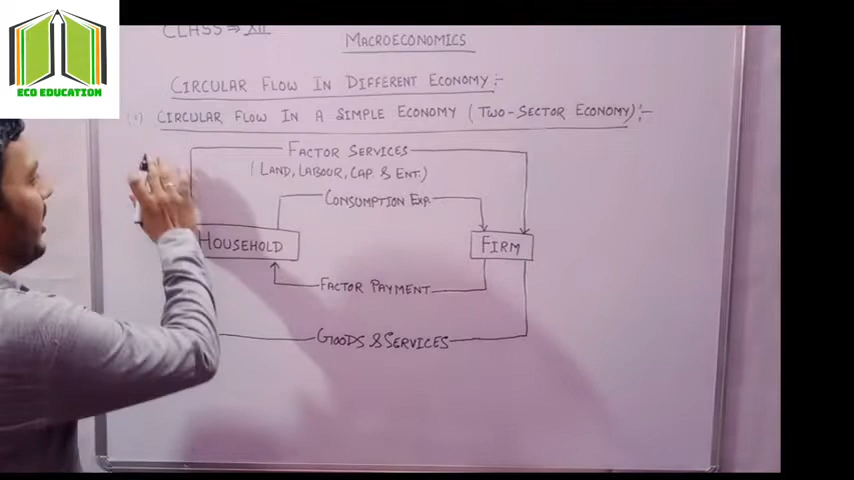 ECO EDUCATION
CLASS ⇒ XII
MACROECONOMICS
CIRCULAR FLOW IN DIFFERENT ECONOMY:-
(1) CIRCULAR FLOW IN A SIMPLE ECONOMY (TWO-SECTOR ECONOMY):-
FACTOR SERVICES
(LAND, LABOUR, CAP & ENT.)
CONSUMPTION EXP.
HOUSEHOLD
FIRM
FACTOR PAYMENT
GOODS & SERVICES